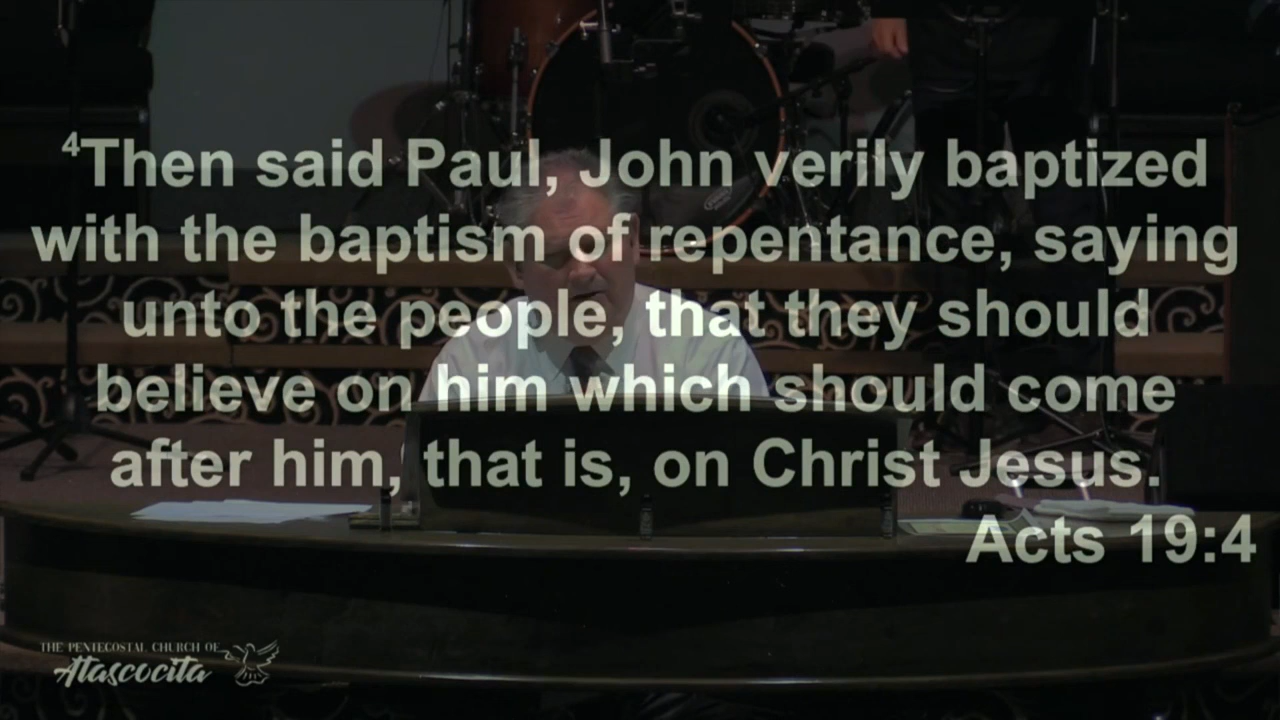 4Then said Paul, John verily baptized
with the baptism of repentance, saying
unto the people, that they should
believe on him which should come
after him, that is, on Christ Jesus.
Acts 19:4
THE PENTECOSTAL CHURCH OF
Atascocita